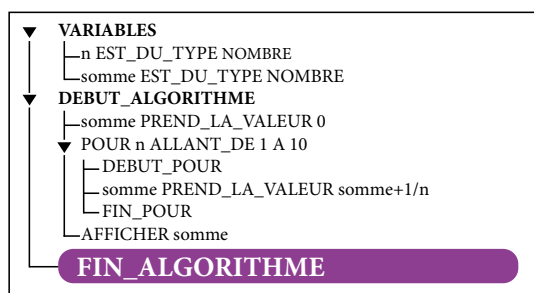 VARIABLES
n EST_DU_TYPE NOMBRE
somme EST_DU_TYPE NOMBRE
DEBUT_ALGORITHME
somme PREND_LA_VALEUR 0
POUR n ALLANT_DE 1 A 10
DEBUT_POUR
somme PREND_LA_VALEUR somme+1/n
FIN_POUR
AFFICHER somme
FIN_ALGORITHME